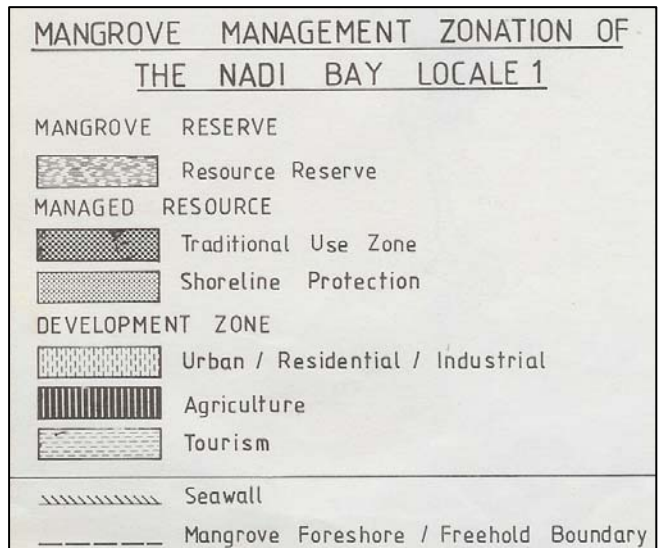 MANGROVE MANAGEMENT ZONATION OF
THE NADI BAY LOCALE 1
MANGROVE RESERVE
Resource Reserve
MANAGED RESOURCE
Traditional Use Zone
Shoreline Protection
DEVELOPMENT ZONE
Urban / Residential / Industrial
Agriculture
Tourism
Seawall
Mangrove Foreshore / Freehold Boundary